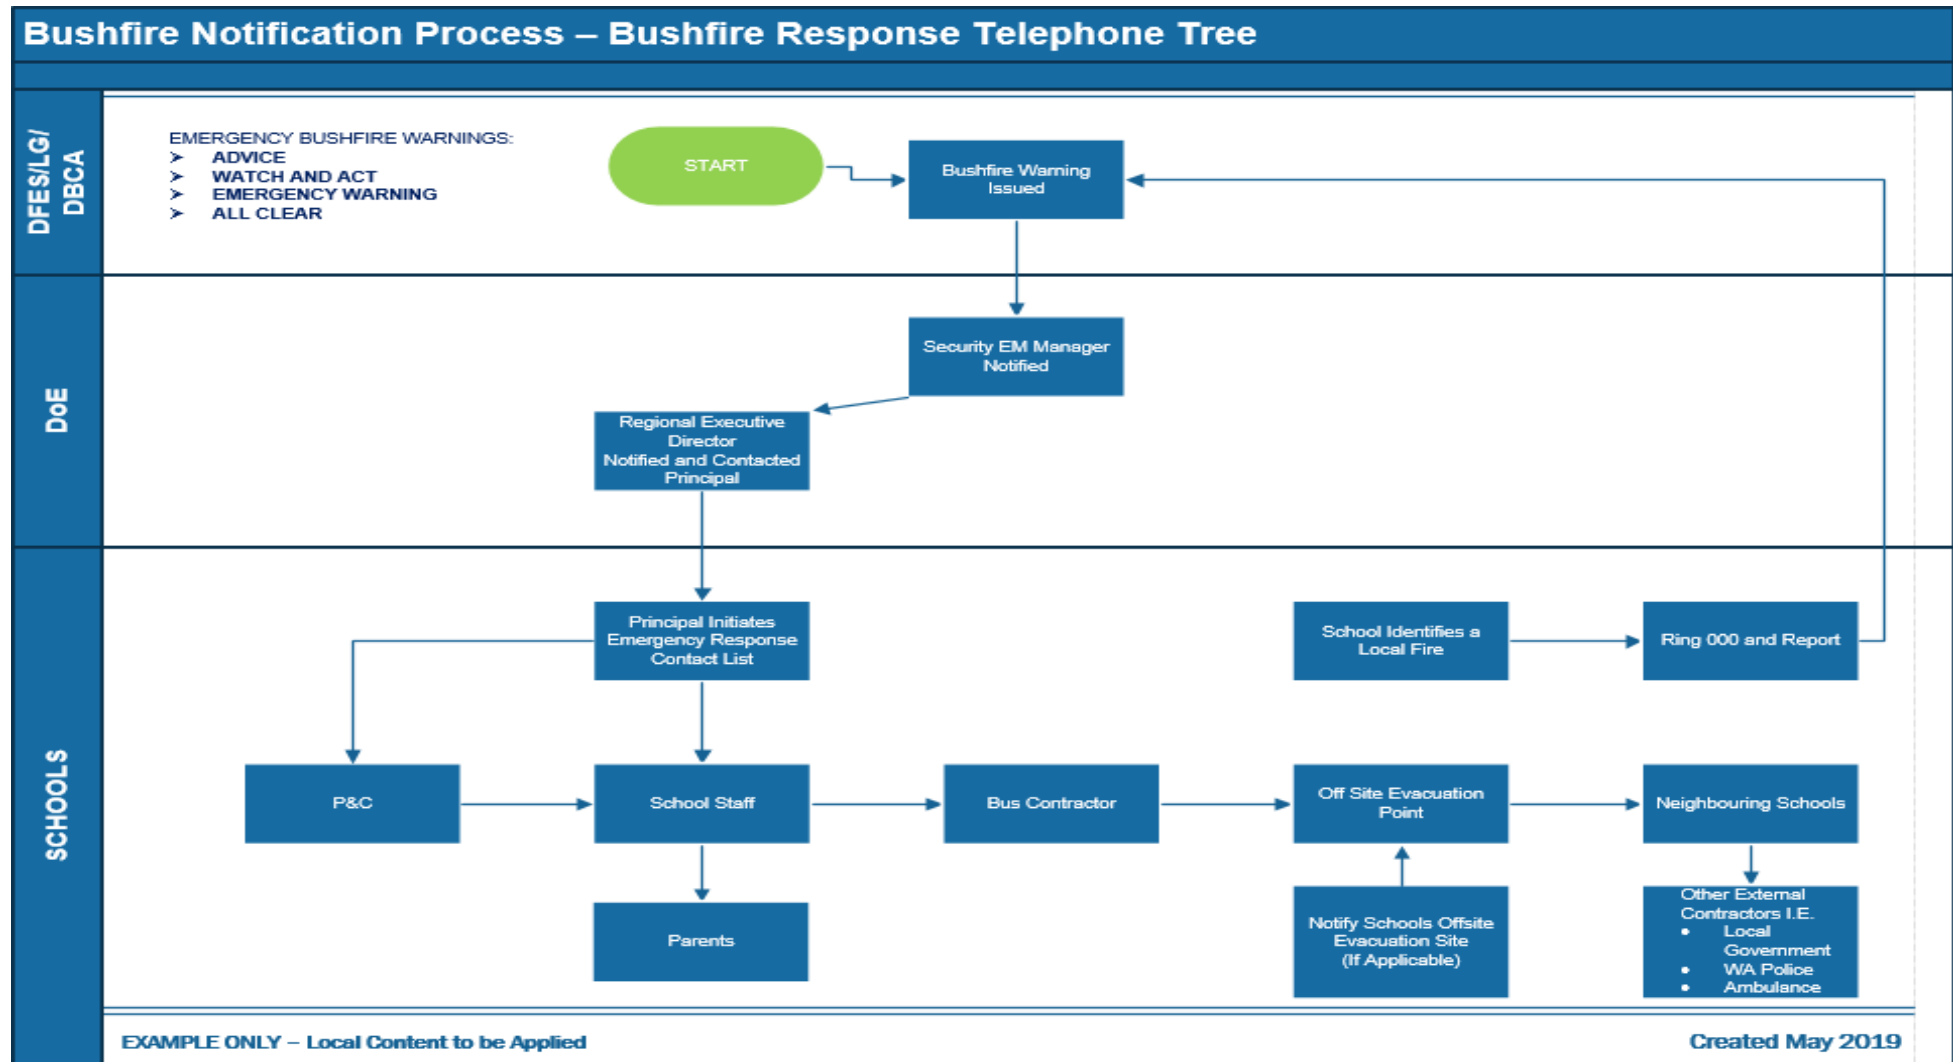 Bushfire Notification Process – Bushfire Response Telephone Tree
DFES/LG/
DBCA
EMERGENCY BUSHFIRE WARNINGS:
➤ ADVICE
➤ WATCH AND ACT
➤ EMERGENCY WARNING
➤ ALL CLEAR
START
Bushfire Warning
Issued
DoE
Security EM Manager
Notified
Regional Executive
Director
Notified and Contacted
Principal
SCHOOLS
Principal Initiates
Emergency Response
Contact List
School Identifies a
Local Fire
Ring 000 and Report
P&C
School Staff
Bus Contractor
Off Site Evacuation
Point
Neighbouring Schools
Parents
Notify Schools Offsite
Evacuation Site
(If Applicable)
Other External
Contractors I.E.
• Local
Government
• WA Police
• Ambulance
EXAMPLE ONLY – Local Content to be Applied
Created May 2019